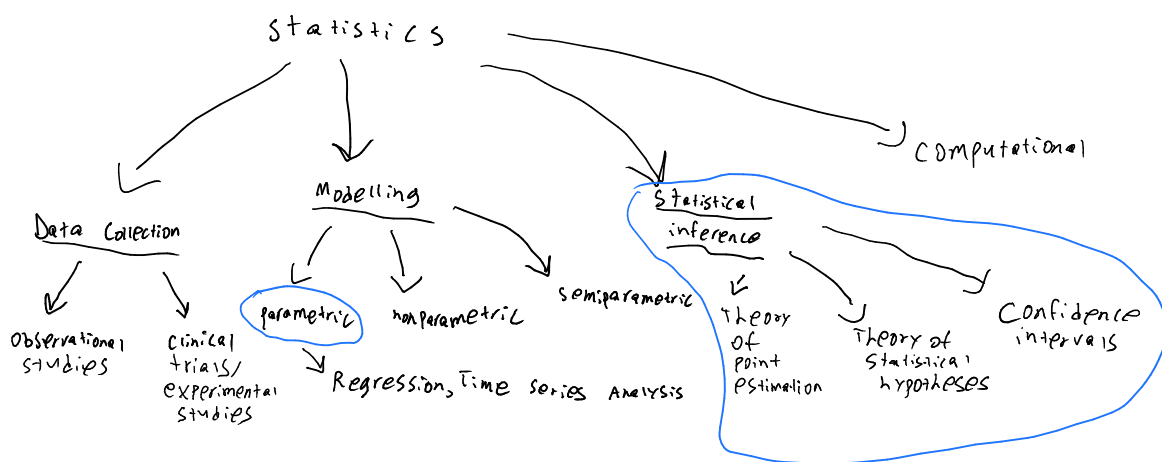 Statistics
Computational
Modelling
Statistical
inference
Data Collection
Semiparametric
parametric
nonparametric
Observational
studies
Clinical
trials/
experimental
studies
Theory
of
point
estimation
Theory of
Statistical
hypotheses
Confidence
intervals
Regression, Time Series Analysis